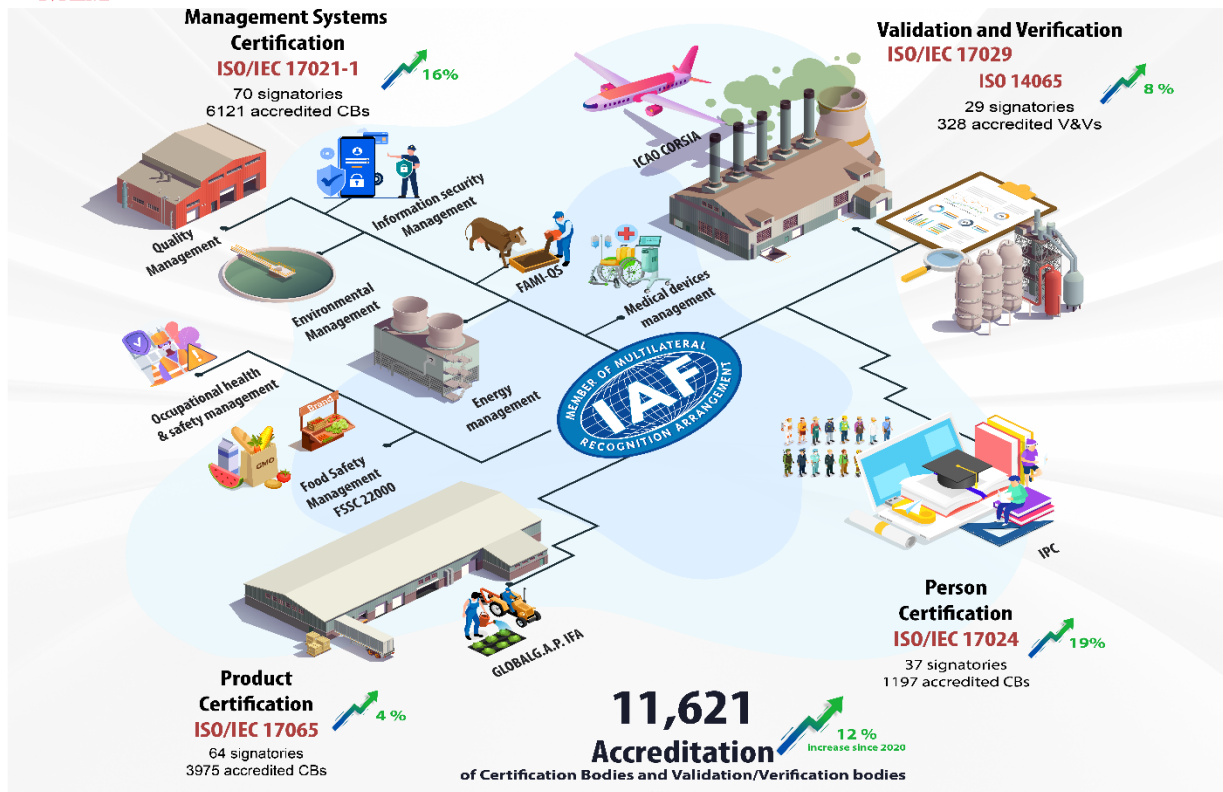 Management Systems
Certification
ISO/IEC 17021-1
16%
70 signatories
6121 accredited CBs
Validation and Verification
ISO/IEC 17029
ISO 14065
8 %
29 signatories
328 accredited V&Vs
ICAO CORSIA
Quality
Management
Information security
Management
Environmental
Management
FAMI-QS
Medical devices
management
Occupational health
& safety management
Energy
management
Brand
GMO
Food Safety
Management
FSSC 22000
MEMBER OF MULTILATERAL
IAF
RECOGNITION ARRANGEMENT
IPC
GLOBALG.A.P. IFA
Person
Certification
ISO/IEC 17024
19%
37 signatories
1197 accredited CBs
Product
Certification
ISO/IEC 17065
4 %
64 signatories
3975 accredited CBs
11,621
Accreditation
12 %
increase since 2020
of Certification Bodies and Validation/Verification bodies